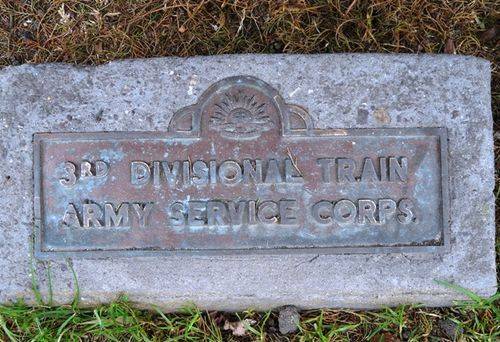 3RD DIVISIONAL TRAIN
ARMY SERVICE CORPS.